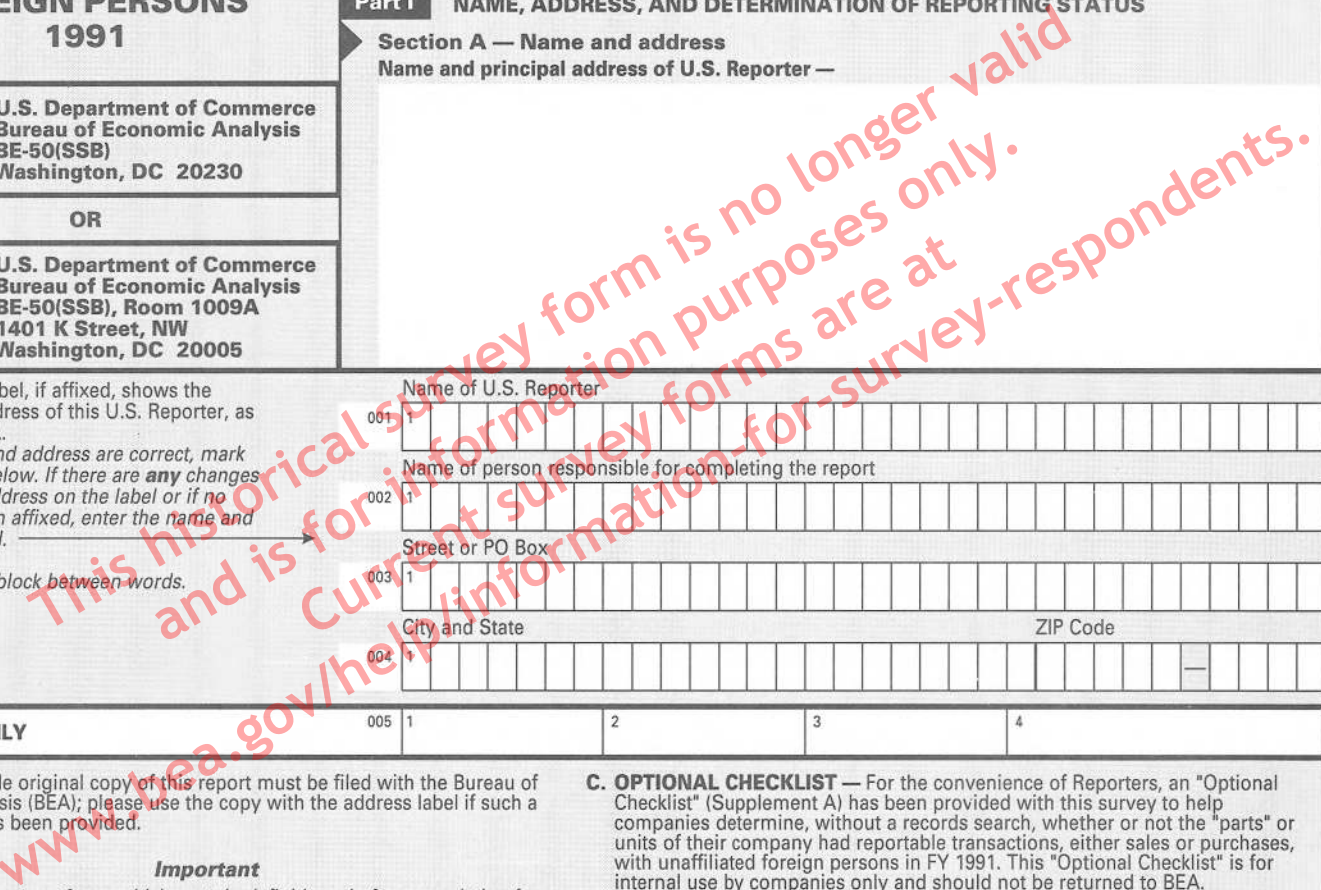 EIGN PERSONS
1991
Part I NAME, ADDRESS, AND DETERMINATION OF REPORTING STATUS
Section A — Name and address
Name and principal address of U.S. Reporter —
U.S. Department of Commerce
Bureau of Economic Analysis
BE-50(SSB)
Washington, DC 20230
OR
U.S. Department of Commerce
Bureau of Economic Analysis
BE-50(SSB), Room 1009A
1401 K Street, NW
Washington, DC 20005
bel, if affixed, shows the
dress of this U.S. Reporter, as
nd address are correct, mark
elow. If there are any changes
ddress on the label or if no
n affixed, enter the name and
d.
block between words.
Name of U.S. Reporter
001 1
Name of person responsible for completing the report
002 1
Street or PO Box
003 1
City and State ZIP Code
004 1 —
LY
005 1 2 3 4
le original copy of this report must be filed with the Bureau of
sis (BEA); please use the copy with the address label if such a
s been provided.
Important
C. OPTIONAL CHECKLIST — For the convenience of Reporters, an "Optional
Checklist" (Supplement A) has been provided with this survey to help
companies determine, without a records search, whether or not the "parts" or
units of their company had reportable transactions, either sales or purchases,
with unaffiliated foreign persons in FY 1991. This "Optional Checklist" is for
internal use by companies only and should not be returned to BEA.
This historical survey form is no longer valid
and is for information purposes only.
Current survey forms are at
www.bea.gov/help/information-for-survey-respondents.